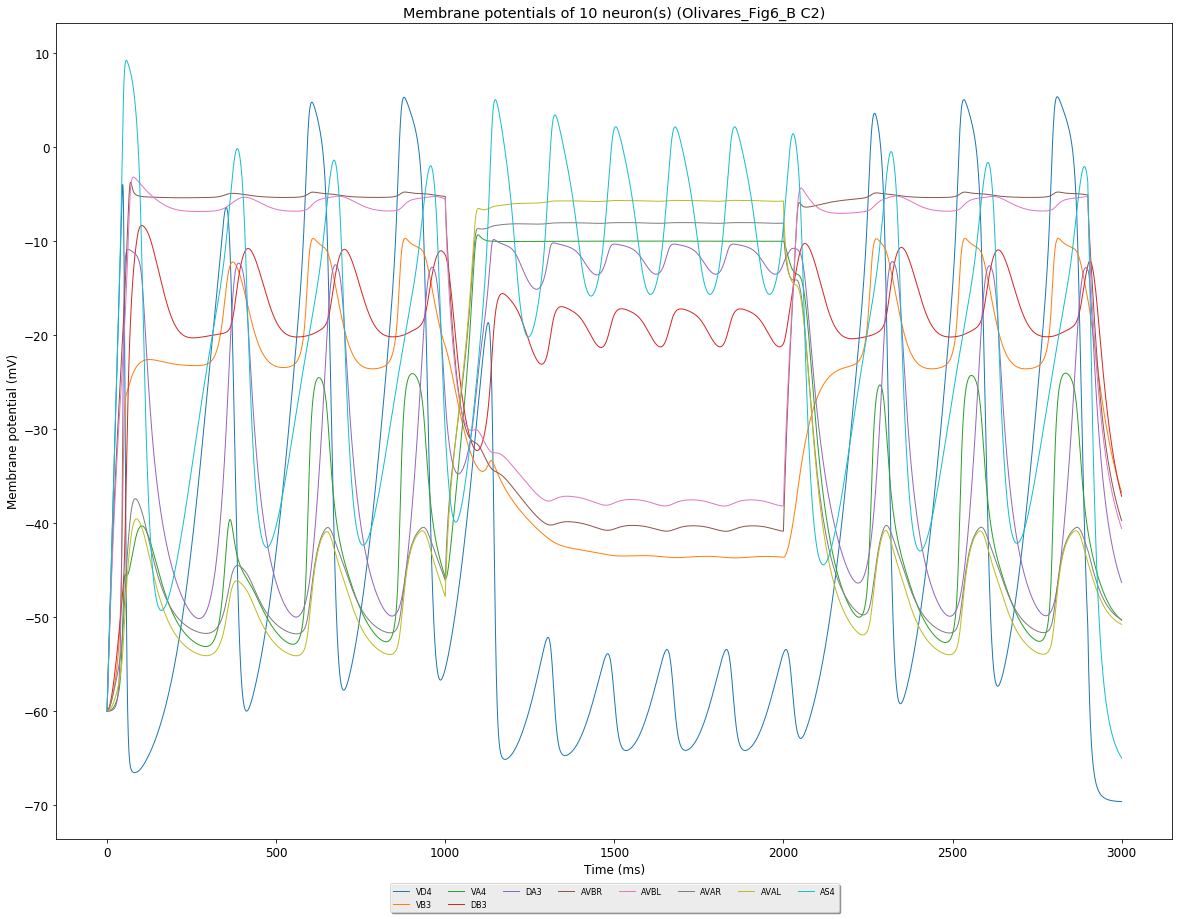 Membrane potentials of 10 neuron(s) (Olivares_Fig6_B C2)
10
0
−10
−20
−30
−40
−50
−60
−70
Membrane potential (mV)
0 500 1000 1500 2000 2500 3000
Time (ms)
VD4 VA4 DA3 AVBR AVBL AVAR AVAL AS4
VB3 DB3